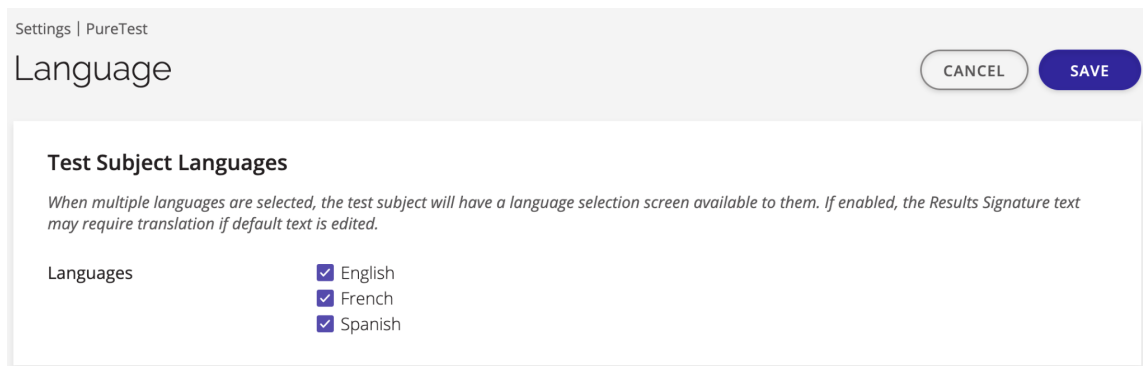 Settings | PureTest
Language
CANCEL
SAVE
Test Subject Languages
When multiple languages are selected, the test subject will have a language selection screen available to them. If enabled, the Results Signature text
may require translation if default text is edited.
Languages
English
French
Spanish